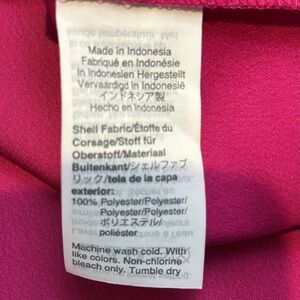 Made in Indonesia
Fabriqué en Indonésie
In Indonesien Hergestellt
Vervaardigd in Indonesië
インドネシア製
Hecho en Indonesia
Shell Fabric/Étoffe du
Corsage/Stoff für
Oberstoff/Materiaal
Buitenkant/シェルファブ
リック/tela de la capa
exterior:
100% Polyester/Polyester/
Polyester/Polyester/
ポリエステル/
poliéster
Machine wash cold. With
like colors. Non-chlorine
bleach only. Tumble dry